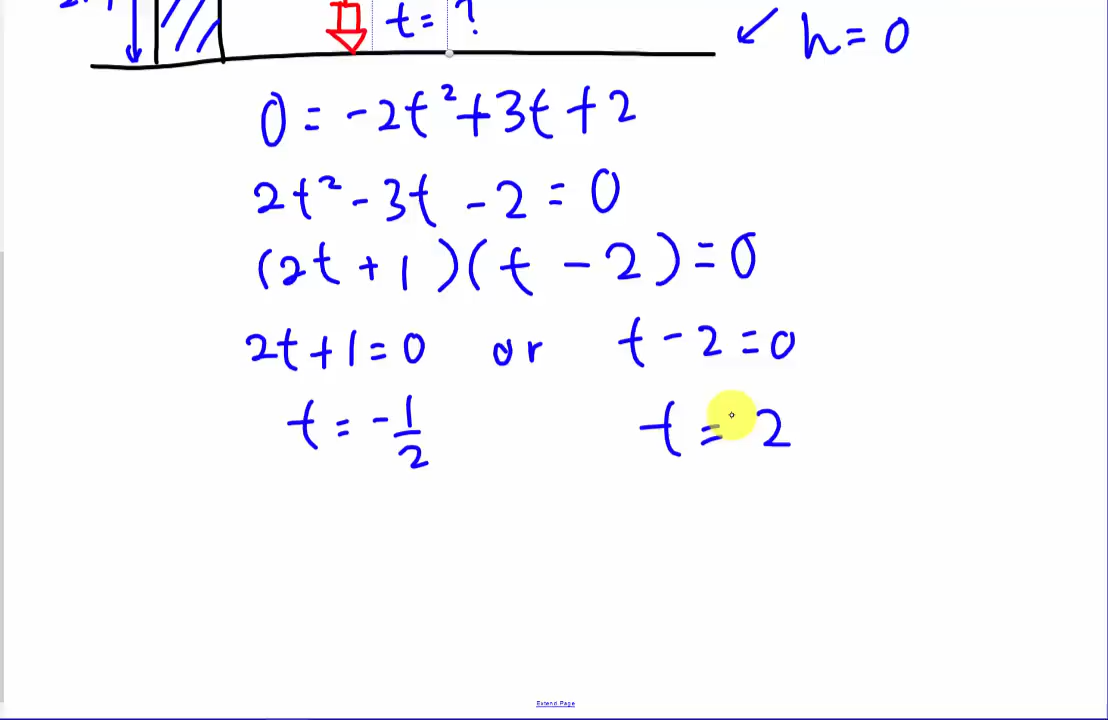 t = ?
h = 0
0 = -2t² + 3t + 2
2t² - 3t - 2 = 0
(2t + 1)(t - 2) = 0
2t + 1 = 0 or t - 2 = 0
t = -1/2 t = 2
Extend Page